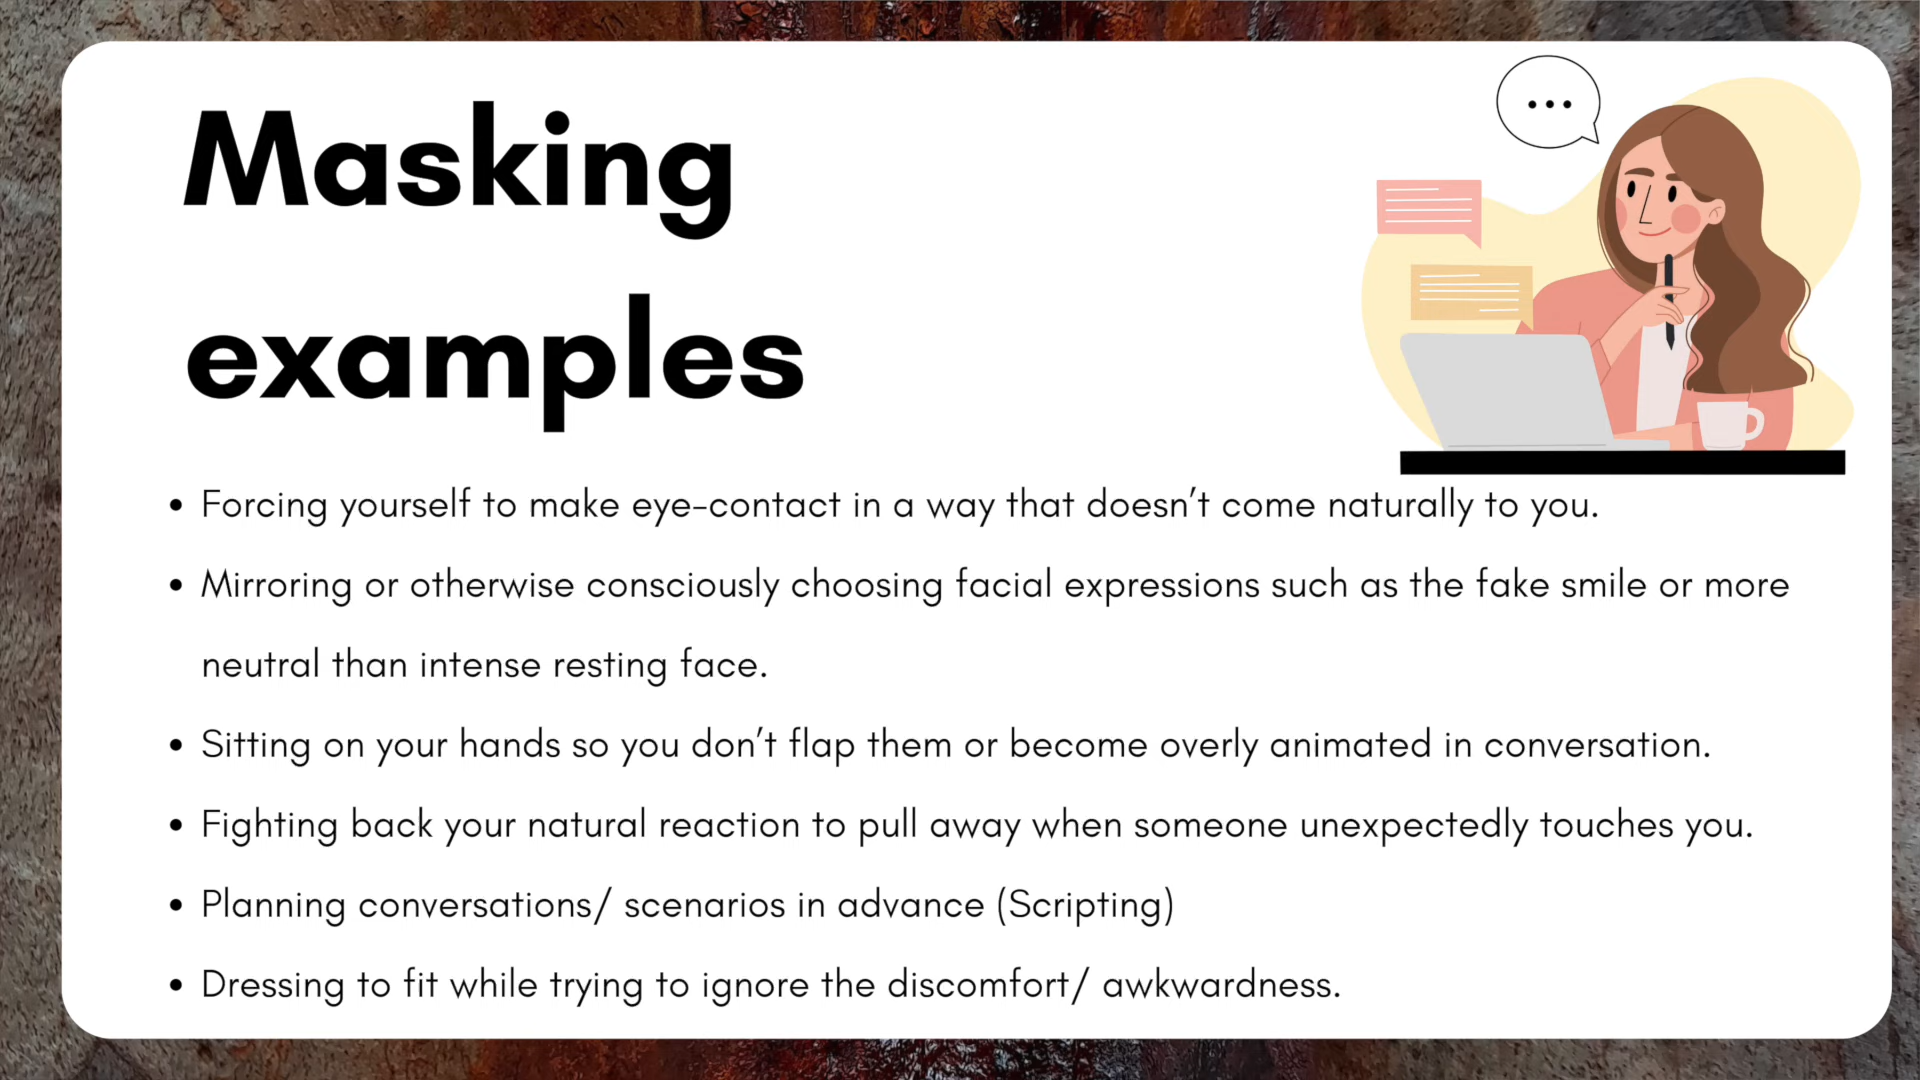 Masking
examples
• Forcing yourself to make eye-contact in a way that doesn’t come naturally to you.
• Mirroring or otherwise consciously choosing facial expressions such as the fake smile or more
neutral than intense resting face.
• Sitting on your hands so you don’t flap them or become overly animated in conversation.
• Fighting back your natural reaction to pull away when someone unexpectedly touches you.
• Planning conversations/ scenarios in advance (Scripting)
• Dressing to fit while trying to ignore the discomfort/ awkwardness.